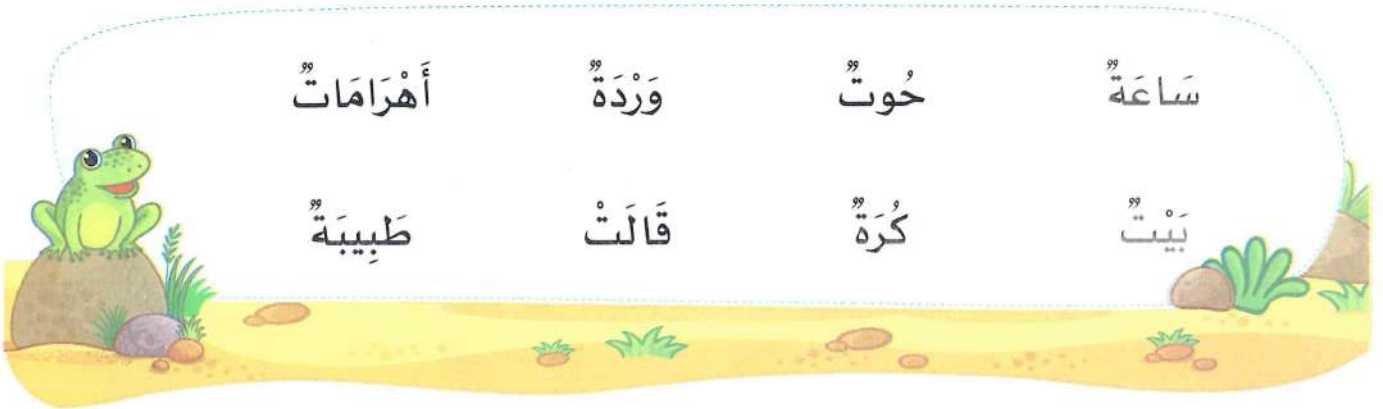 سَاعَةٌ حُوتٌ وَرْدَةٌ أَهْرَامَاتٌ
بَيْتٌ كُرَةٌ قَالَتْ طَبِيبَةٌ